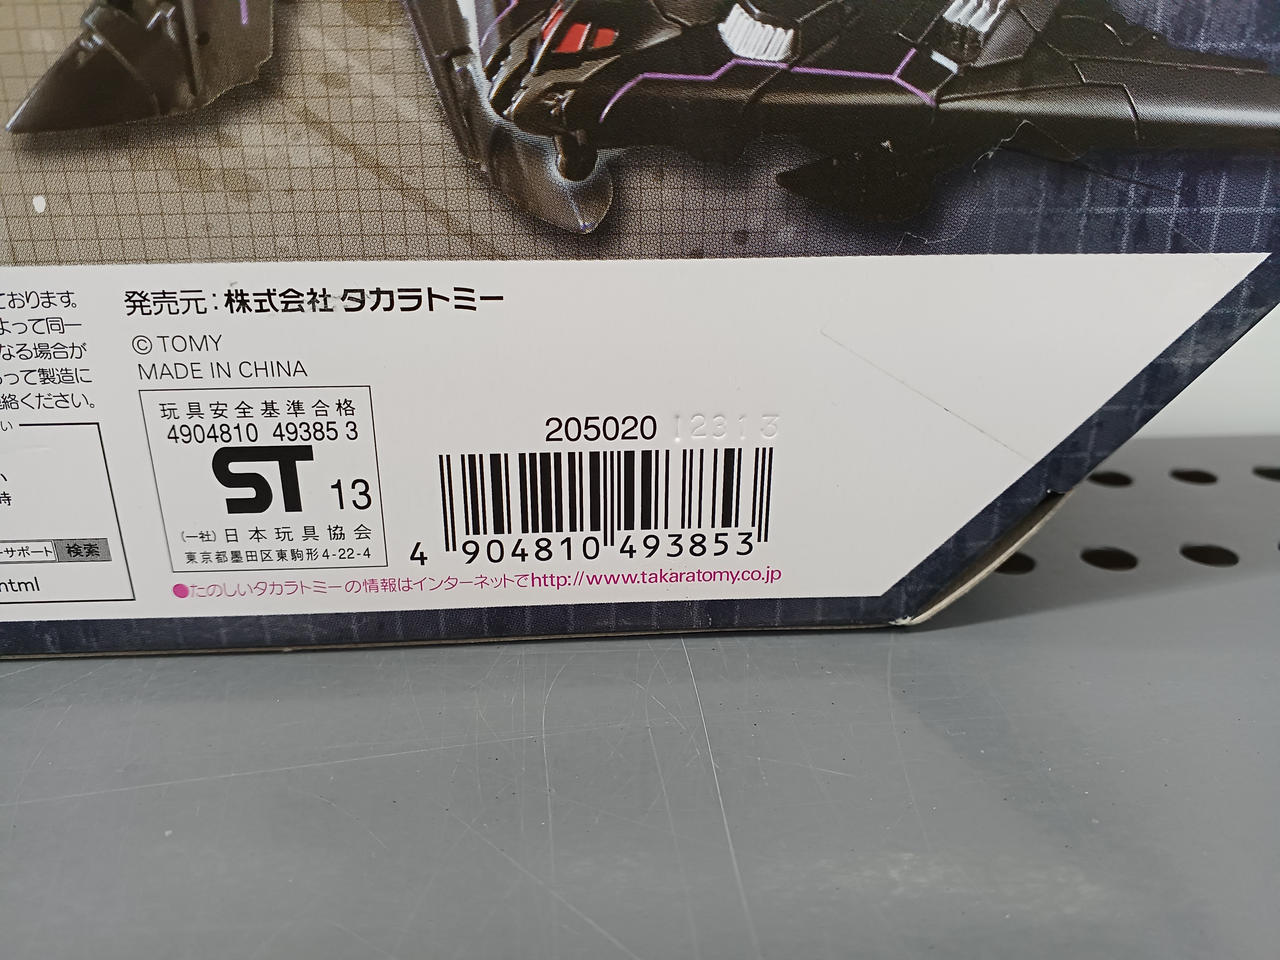 ております。
よって同一
なる場合が
って製造に
絡ください。
い
時
ーサポート 検索
html
発売元:株式会社 タカラトミー
© TOMY
MADE IN CHINA
玩具安全基準合格
4904810 49385 3
ST 13
(一社) 日本玩具協会
東京都墨田区東駒形4-22-4
205020 12313
4 904810 493853
●たのしいタカラトミーの情報はインターネットでhttp://www.takaratomy.co.jp